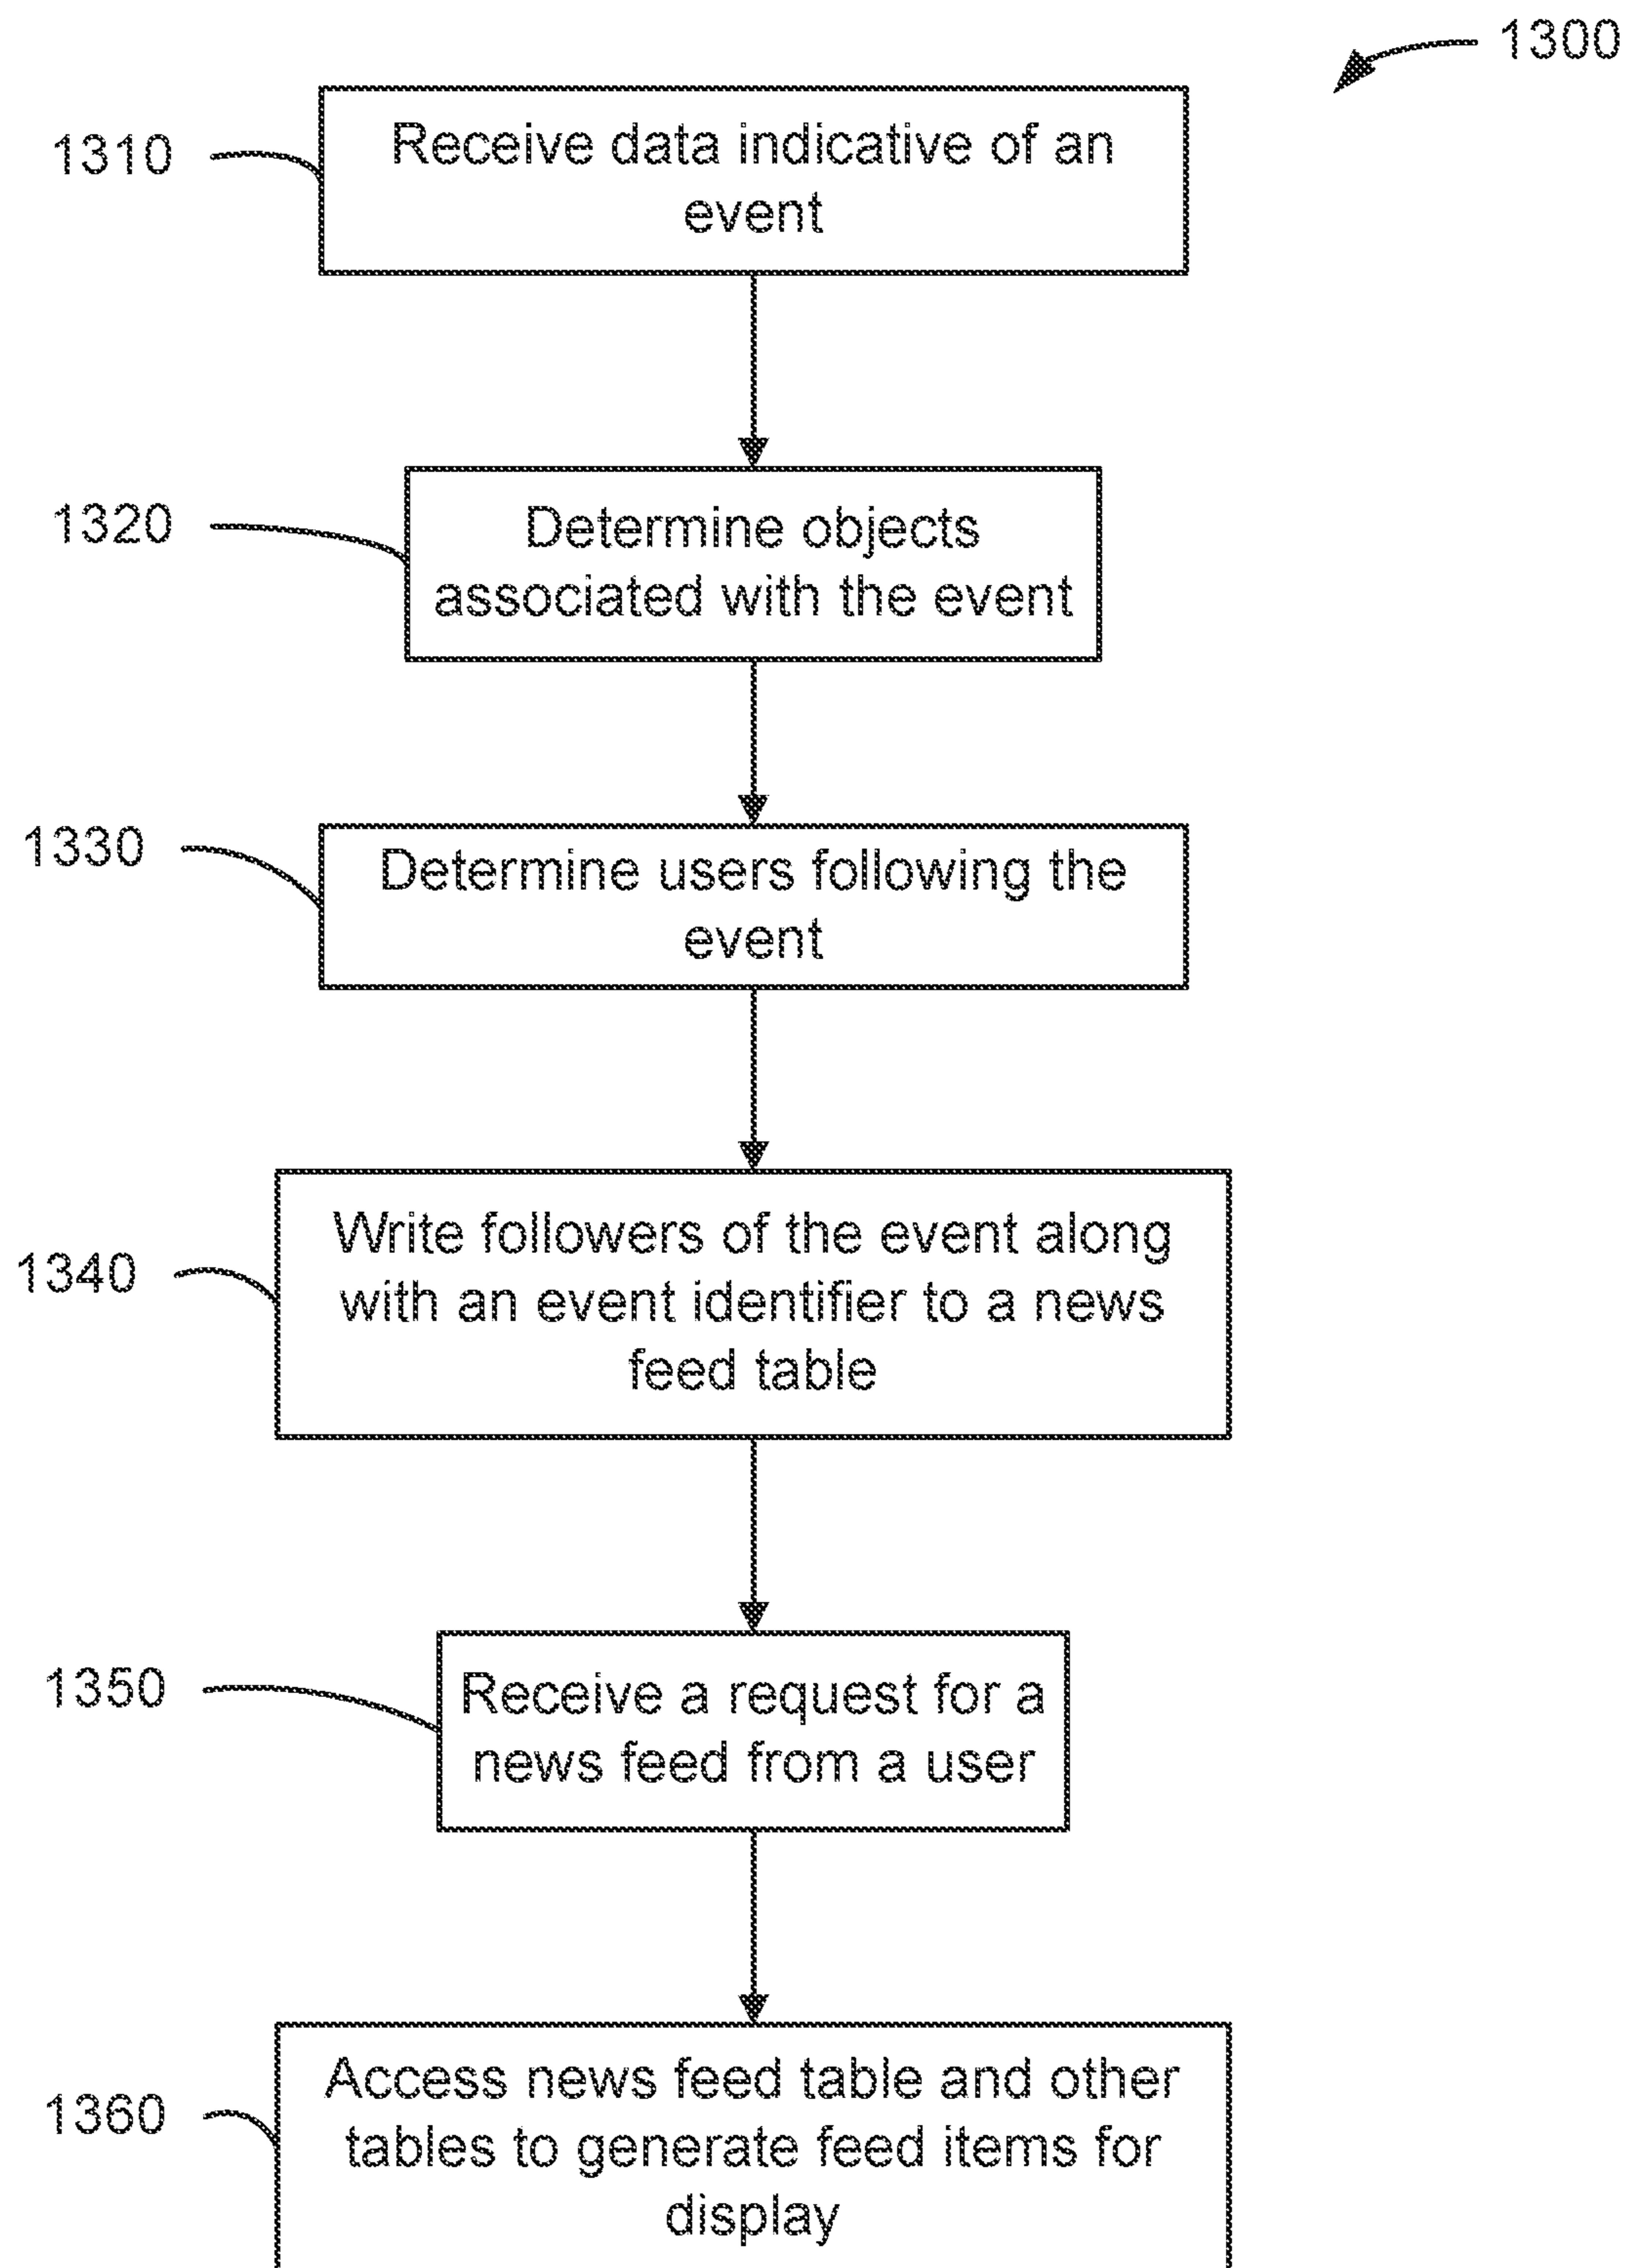 1300
1310
Receive data indicative of an
event
1320
Determine objects
associated with the event
1330
Determine users following the
event
1340
Write followers of the event along
with an event identifier to a news
feed table
1350
Receive a request for a
news feed from a user
1360
Access news feed table and other
tables to generate feed items for
display